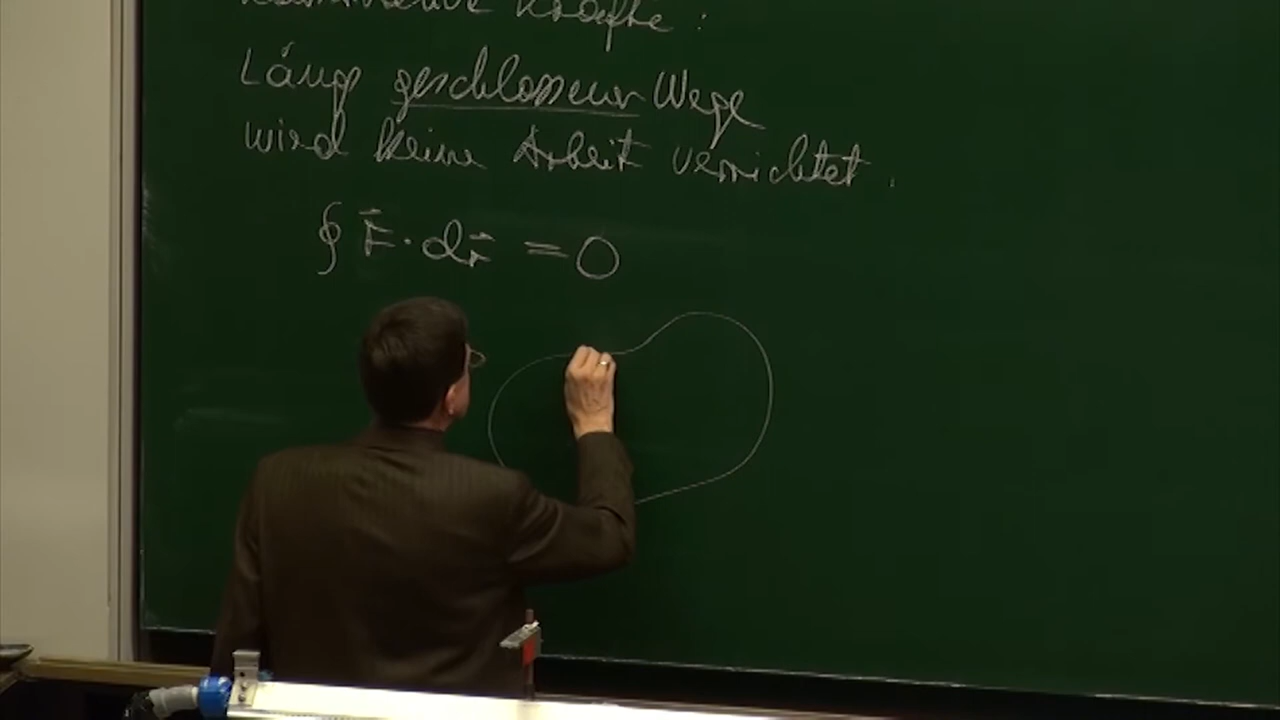 Kräfte :
Längs geschlossener Wege
wird keine Arbeit verrichtet .
∮ F⃗ · dr⃗ = 0